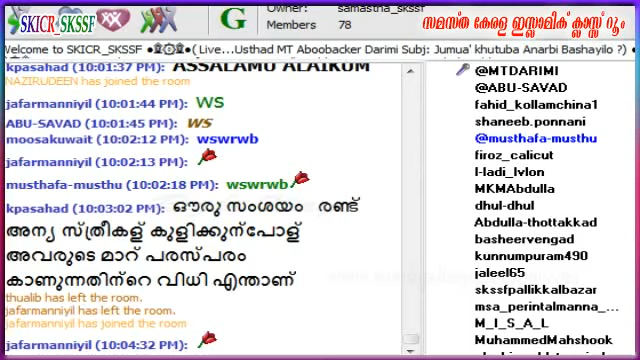 SKICR_SKSSF
G
Owner: samastha_skssf
Members 78
സമസ്ത കേരള ഇസ്ലാമിക് ക്ലാസ്സ് റൂം
Welcome to SKICR_SKSSF (Live...Usthad MT Aboobacker Darimi Subj: Jumua' khutuba Anarbi Bashayilo ?)
kpasahad (10:01:37 PM): ASSALAMU ALAIKUM
NAZIRUDEEN has joined the room
jafarmanniyil (10:01:44 PM): WS
ABU-SAVAD (10:01:45 PM): WS
moosakuwait (10:02:12 PM): wswrwb
jafarmanniyil (10:02:13 PM):
musthafa-musthu (10:02:18 PM): wswrwb
kpasahad (10:03:02 PM): ഔരു സംശയം രണ്ട്
അന്യ സ്ത്രീകള് കുളിക്കുന്പോള്
അവരുടെ മാറ് പരസ്പരം
കാണുന്നതിന്റെ വിധി എന്താണ്
thualib has left the room.
jafarmanniyil has left the room.
jafarmanniyil has joined the room
jafarmanniyil (10:04:32 PM):
@MTDARIMI
@ABU-SAVAD
fahid_kollamchina1
shaneeb.ponnani
@musthafa-musthu
firoz_calicut
l-ladi_lvlon
MKMAbdulla
dhul-dhul
Abdulla-thottakkad
basheervengad
kunnumpuram490
jaleel65
skssfpallikkalbazar
msa_perintalmanna_...
M_I_S_A_L
MuhammedMahshook